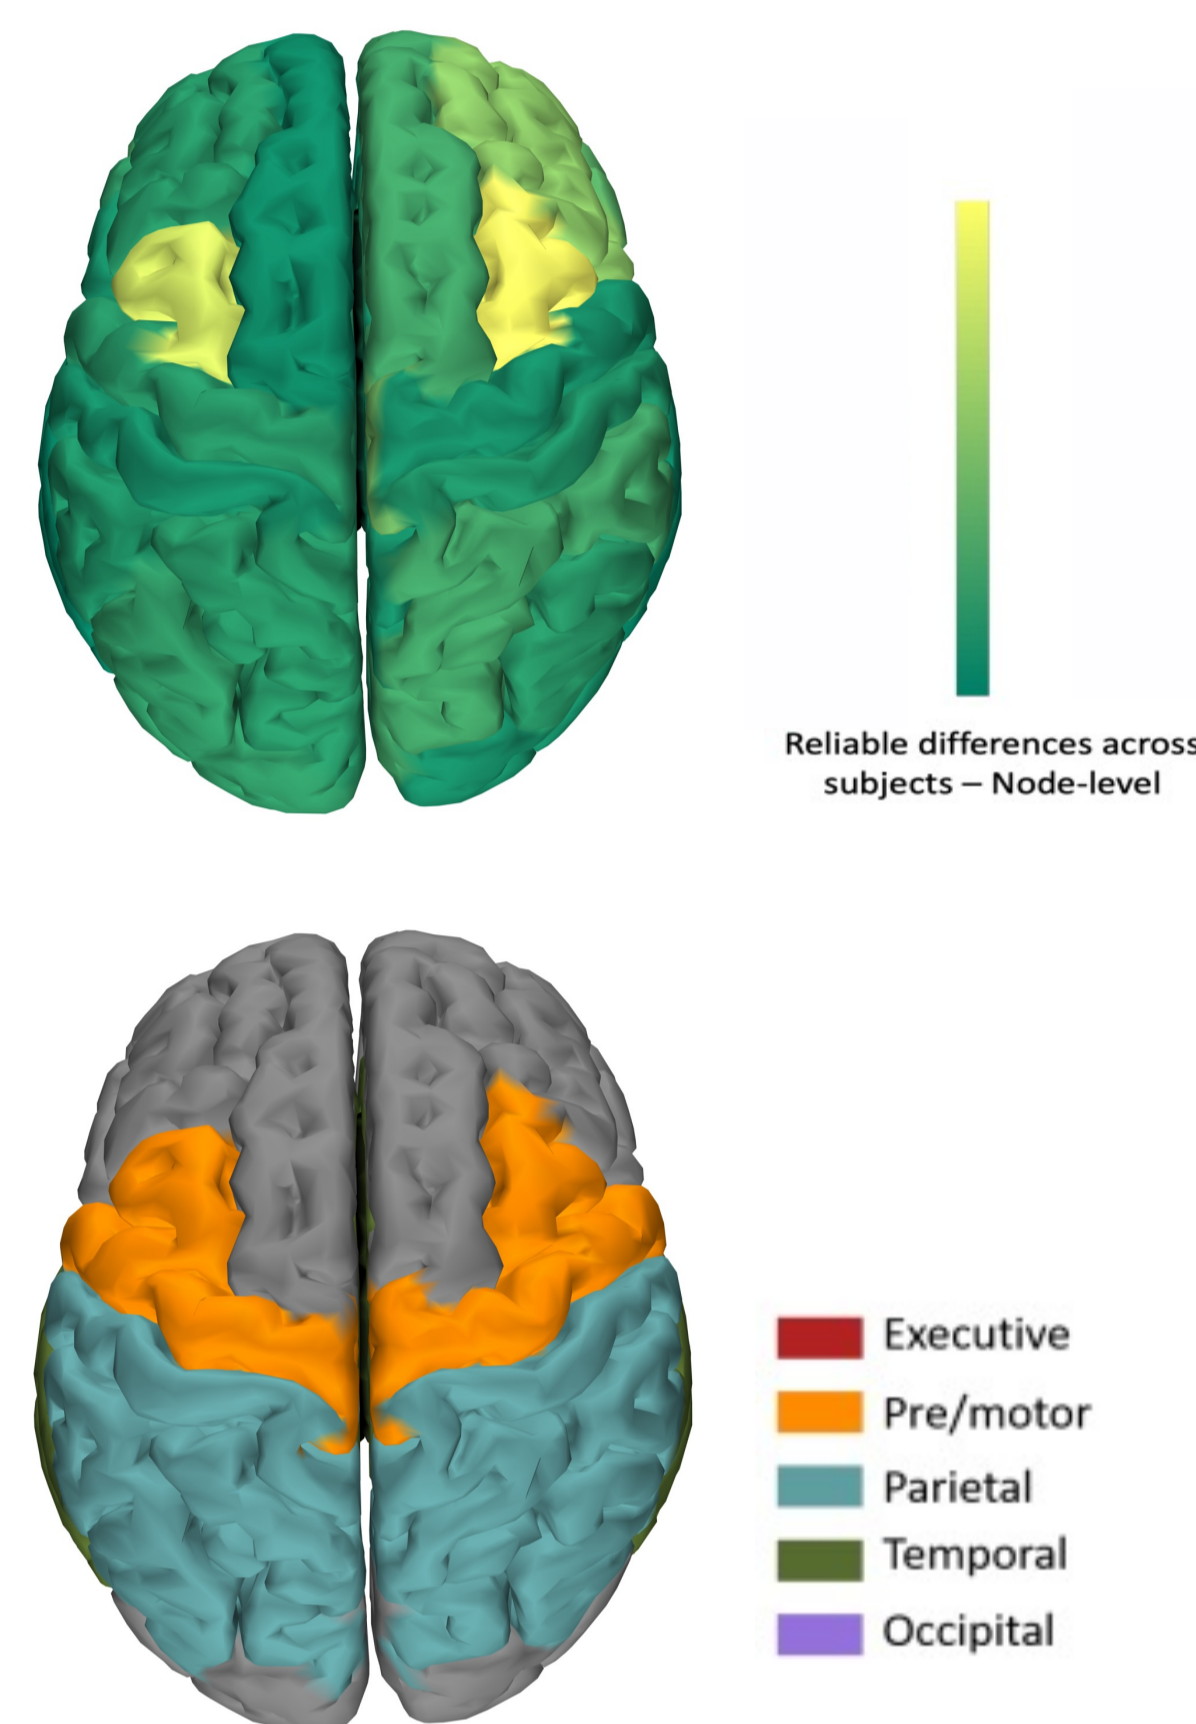 Reliable differences across
subjects – Node-level
Executive
Pre/motor
Parietal
Temporal
Occipital